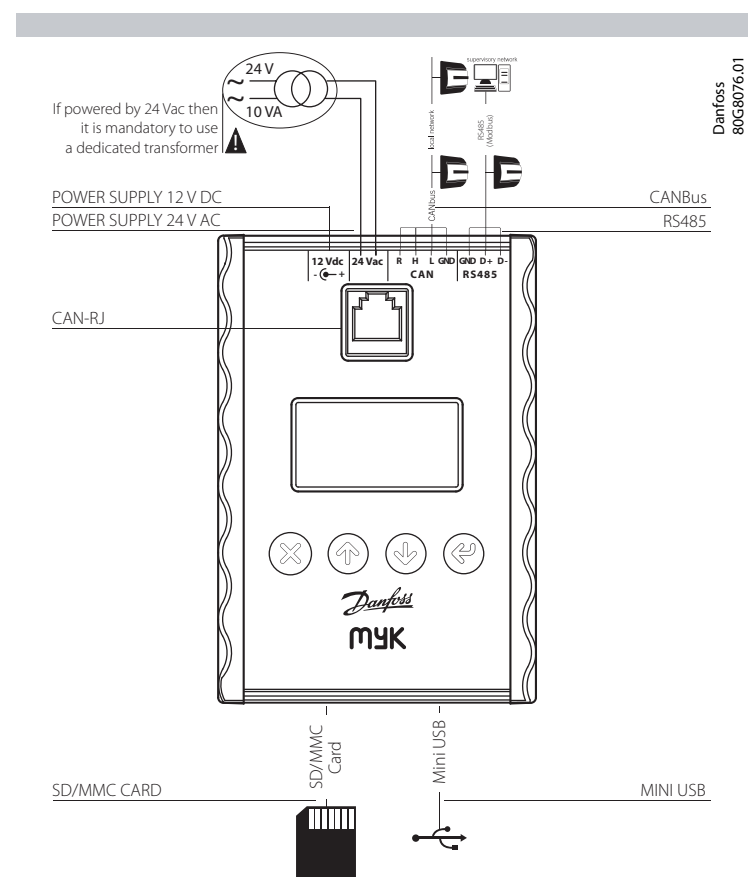 24 V
10 VA
If powered by 24 Vac then
it is mandatory to use
a dedicated transformer
supervisory network
local network
RS485
(Modbus)
CANbus
Danfoss
80G8076.01
POWER SUPPLY 12 V DC
POWER SUPPLY 24 V AC
CANBus
RS485
12 Vdc
- +
24 Vac
R H L GND
CAN
GND D+ D-
RS485
CAN-RJ
Danfoss
MYK
SD/MMC
Card
Mini USB
SD/MMC CARD
MINI USB